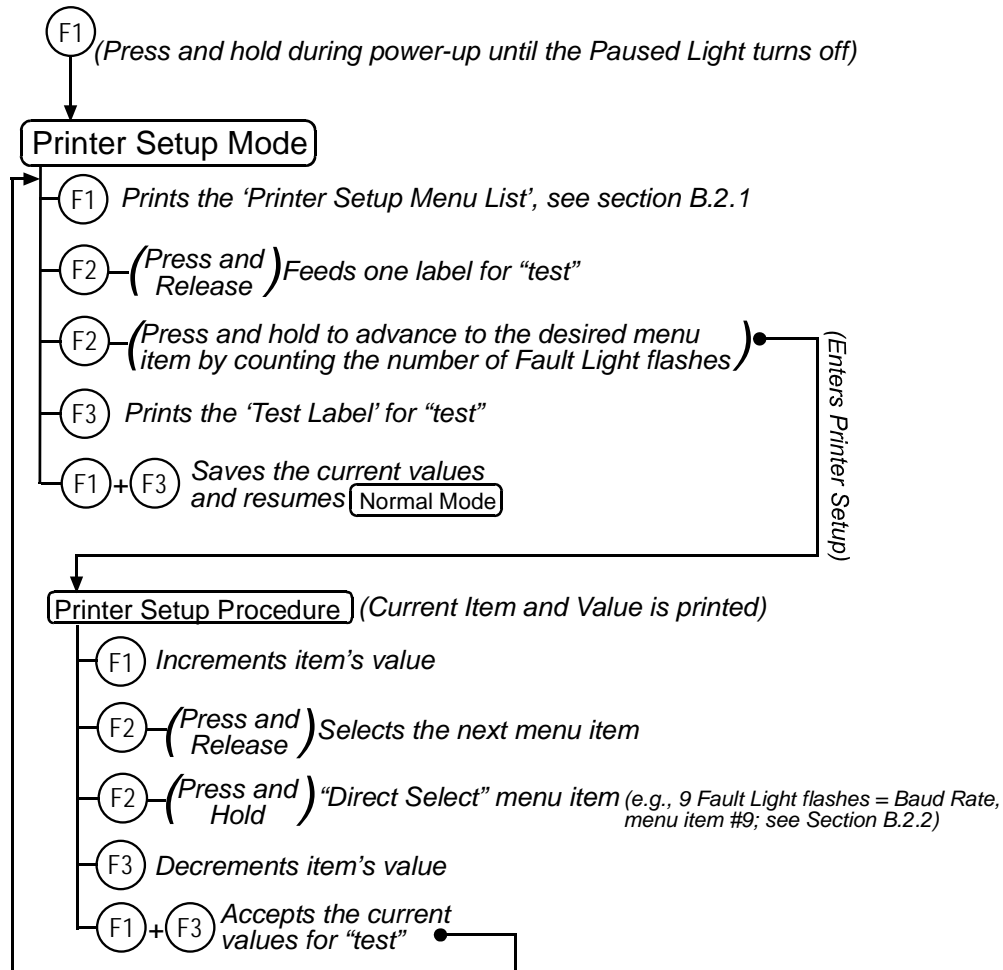 F1
(Press and hold during power-up until the Paused Light turns off)
Printer Setup Mode
F1 Prints the ‘Printer Setup Menu List’, see section B.2.1
F2 (Press and Release) Feeds one label for “test”
F2 (Press and hold to advance to the desired menu
item by counting the number of Fault Light flashes)
(Enters Printer Setup)
F3 Prints the ‘Test Label’ for “test”
F1 + F3 Saves the current values
and resumes Normal Mode
Printer Setup Procedure (Current Item and Value is printed)
F1 Increments item’s value
F2 (Press and Release) Selects the next menu item
F2 (Press and Hold) “Direct Select” menu item (e.g., 9 Fault Light flashes = Baud Rate,
menu item #9; see Section B.2.2)
F3 Decrements item’s value
F1 + F3 Accepts the current
values for “test”